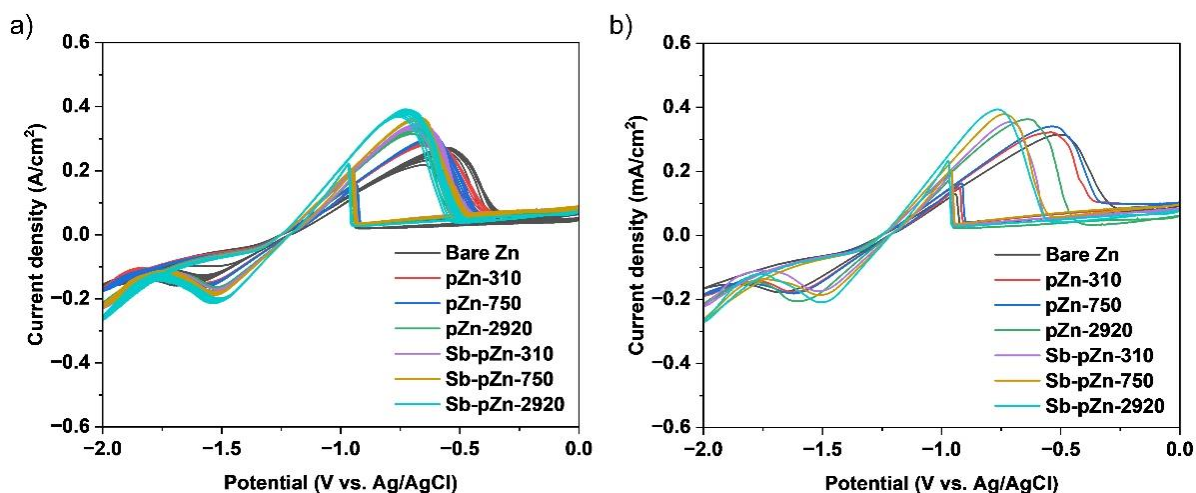 a)
0.6
0.4
0.2
0.0
−0.2
−0.4
−0.6
Current density (A/cm²)
−2.0 −1.5 −1.0 −0.5 0.0
Potential (V vs. Ag/AgCl)
Bare Zn
pZn-310
pZn-750
pZn-2920
Sb-pZn-310
Sb-pZn-750
Sb-pZn-2920
b)
0.6
0.4
0.2
0.0
−0.2
−0.4
−0.6
Current density (mA/cm²)
−2.0 −1.5 −1.0 −0.5 0.0
Potential (V vs. Ag/AgCl)
Bare Zn
pZn-310
pZn-750
pZn-2920
Sb-pZn-310
Sb-pZn-750
Sb-pZn-2920